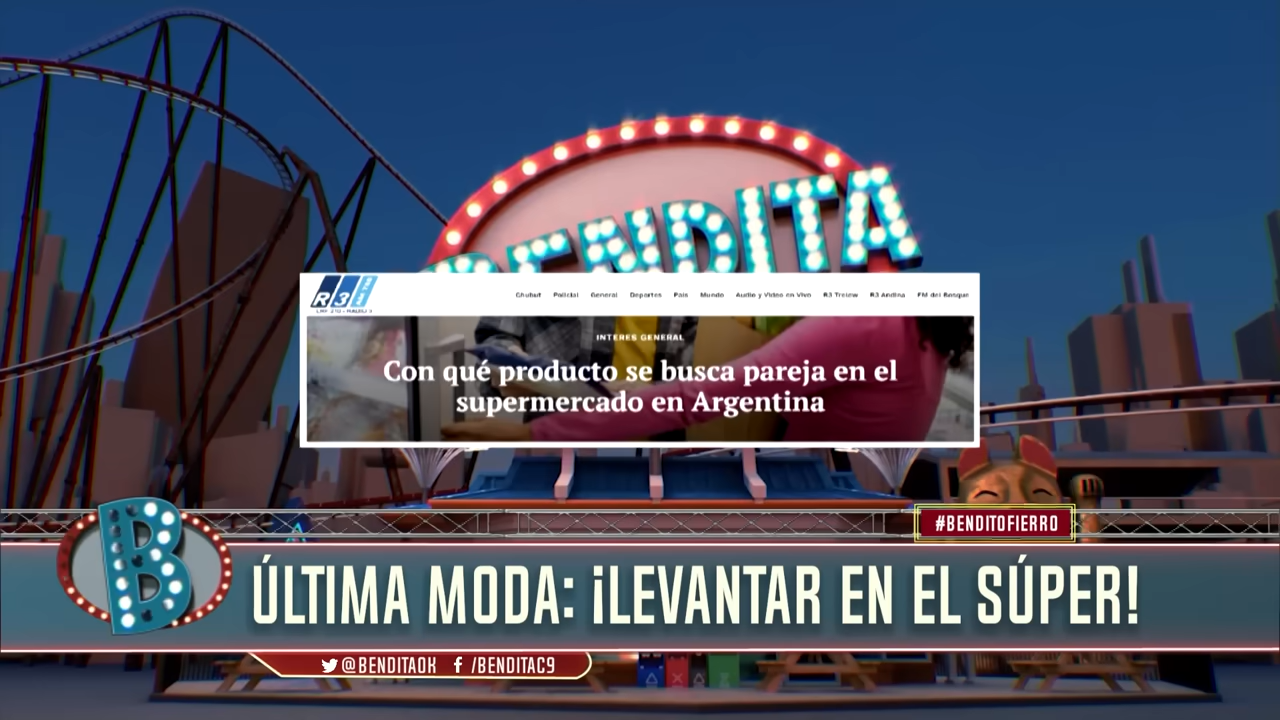 BENDITA
R3
Chubut Policial General Deportes País Mundo Audio y Video en Vivo R3 Trelew R3 Andina FM del Bosque
INTERES GENERAL
Con qué producto se busca pareja en el
supermercado en Argentina
#BENDITOFIERRO
B
ÚLTIMA MODA: ¡LEVANTAR EN EL SÚPER!
@BENDITAOK f /BENDITAC9